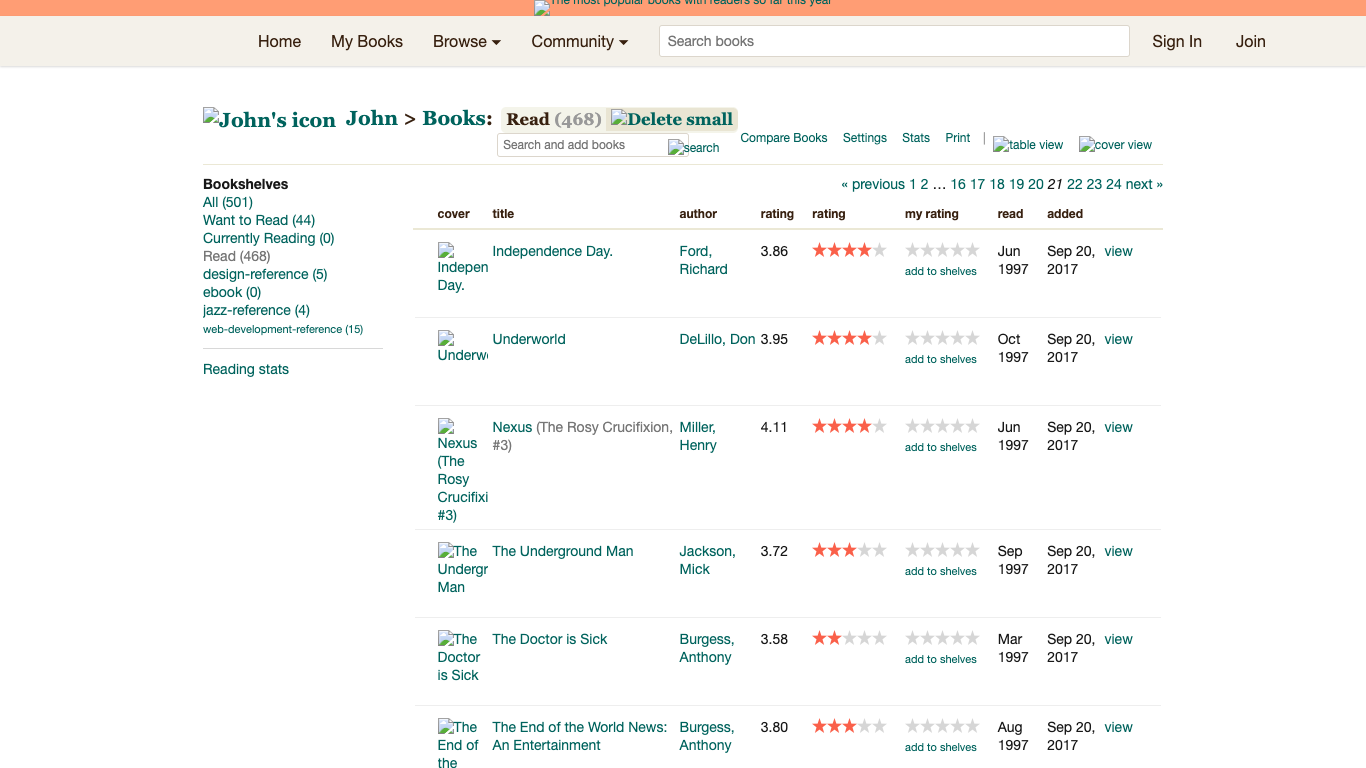 The most popular books with readers so far this year
Home My Books Browse Community Search books Sign In Join
John's icon John > Books: Read (468) Delete small
Search and add books search Compare Books Settings Stats Print | table view cover view
Bookshelves
All (501)
Want to Read (44)
Currently Reading (0)
Read (468)
design-reference (5)
ebook (0)
jazz-reference (4)
web-development-reference (15)
Reading stats
« previous 1 2 … 16 17 18 19 20 21 22 23 24 next »
cover title author rating rating my rating read added
Indepen Independence Day. Ford, 3.86 Jun Sep 20, view
Day. Richard add to shelves 1997 2017
Underwo Underworld DeLillo, Don 3.95 Oct Sep 20, view
add to shelves 1997 2017
Nexus Nexus (The Rosy Crucifixion, Miller, 4.11 Jun Sep 20, view
(The #3) Henry add to shelves 1997 2017
Rosy
Crucifixi
#3)
The The Underground Man Jackson, 3.72 Sep Sep 20, view
Undergr Mick add to shelves 1997 2017
Man
The The Doctor is Sick Burgess, 3.58 Mar Sep 20, view
Doctor Anthony add to shelves 1997 2017
is Sick
The The End of the World News: Burgess, 3.80 Aug Sep 20, view
End of An Entertainment Anthony add to shelves 1997 2017
the